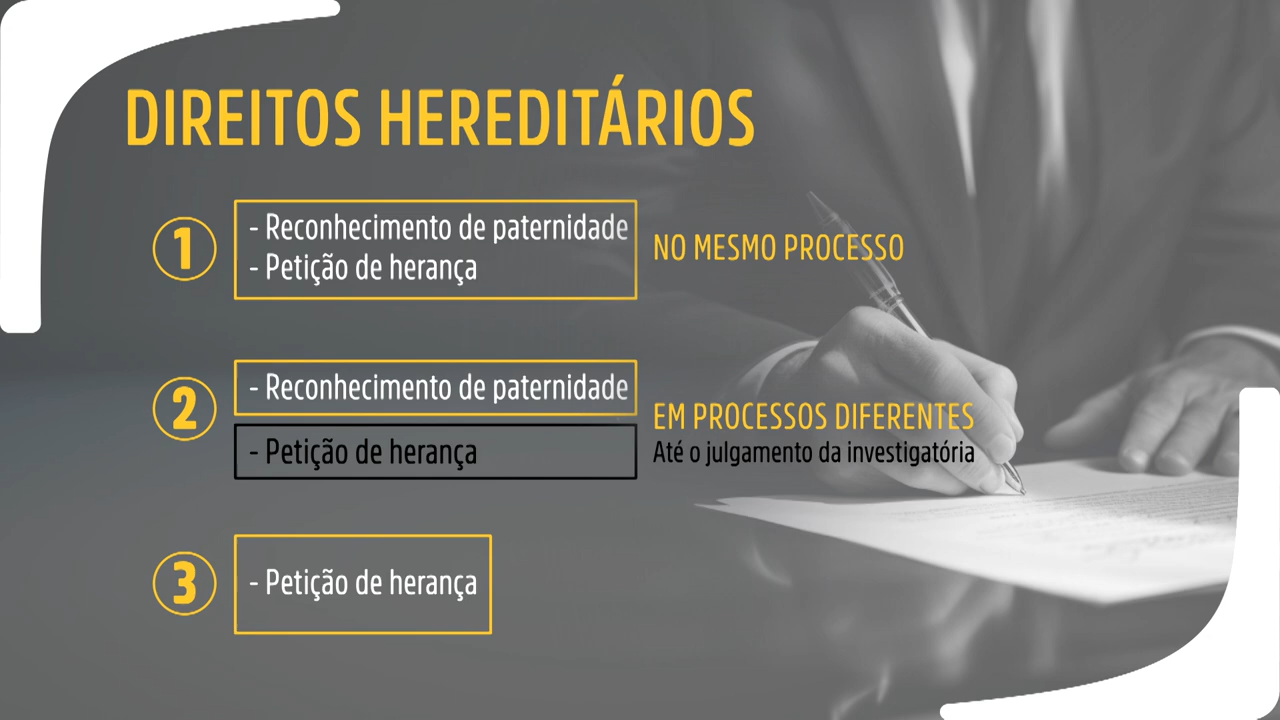 DIREITOS HEREDITÁRIOS
1
- Reconhecimento de paternidade
- Petição de herança
NO MESMO PROCESSO
2
- Reconhecimento de paternidade
- Petição de herança
EM PROCESSOS DIFERENTES
Até o julgamento da investigatória
3
- Petição de herança